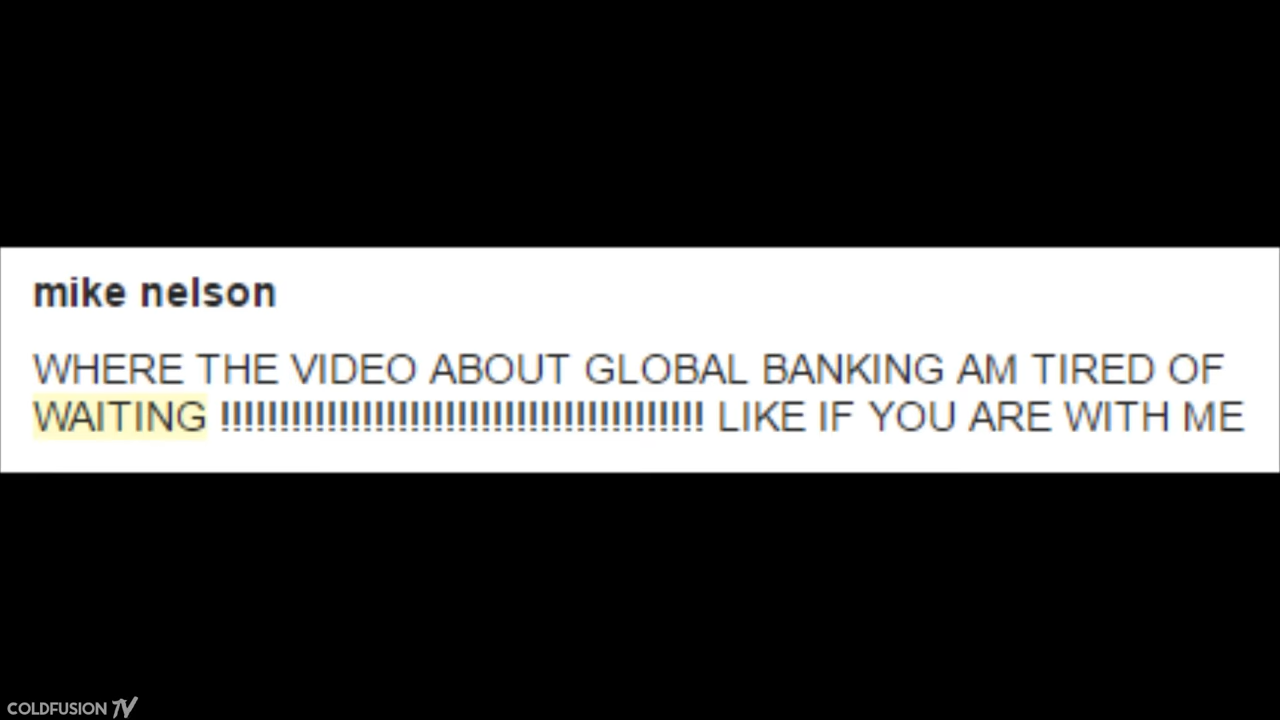 mike nelson
WHERE THE VIDEO ABOUT GLOBAL BANKING AM TIRED OF
WAITING !!!!!!!!!!!!!!!!!!!!!!!!!!!!!!!!!!!!!!!!! LIKE IF YOU ARE WITH ME
COLDFUSION TV